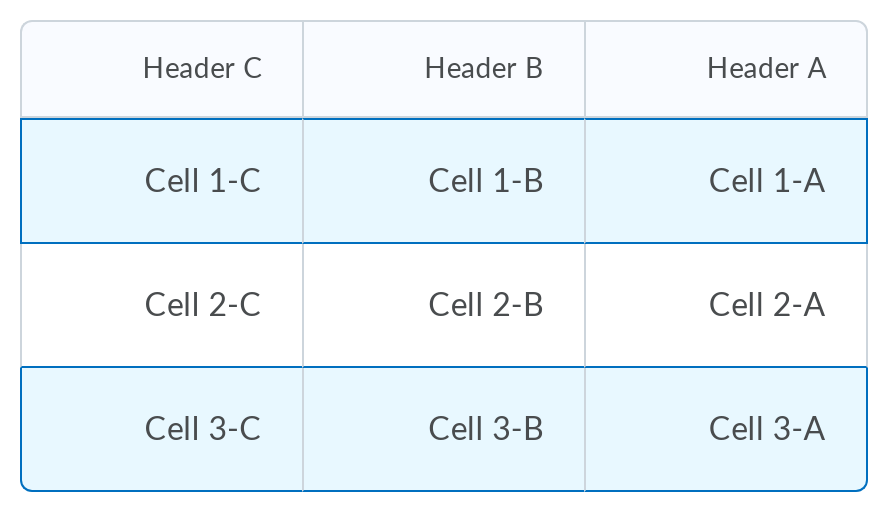 Header C Header B Header A
Cell 1-C Cell 1-B Cell 1-A
Cell 2-C Cell 2-B Cell 2-A
Cell 3-C Cell 3-B Cell 3-A